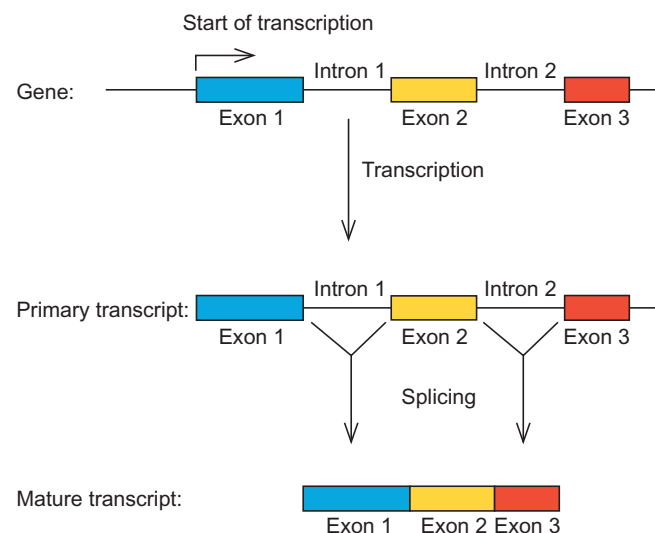 Start of transcription
Gene: Intron 1 Intron 2
Exon 1 Exon 2 Exon 3
Transcription
Primary transcript: Intron 1 Intron 2
Exon 1 Exon 2 Exon 3
Splicing
Mature transcript:
Exon 1 Exon 2 Exon 3